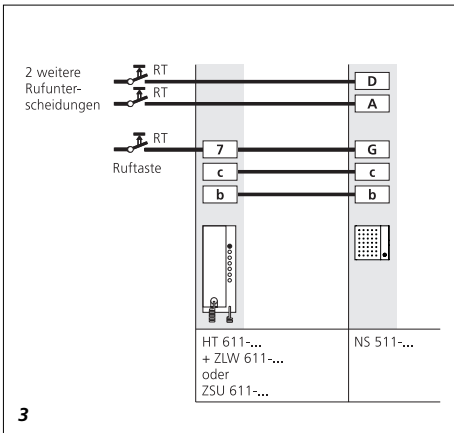 RT
2 weitere
Rufunter-
scheidungen
D
RT
A
RT
Ruftaste
7
G
c
c
b
b
HT 611-...
+ ZLW 611-...
oder
ZSU 611-...
NS 511-...
3